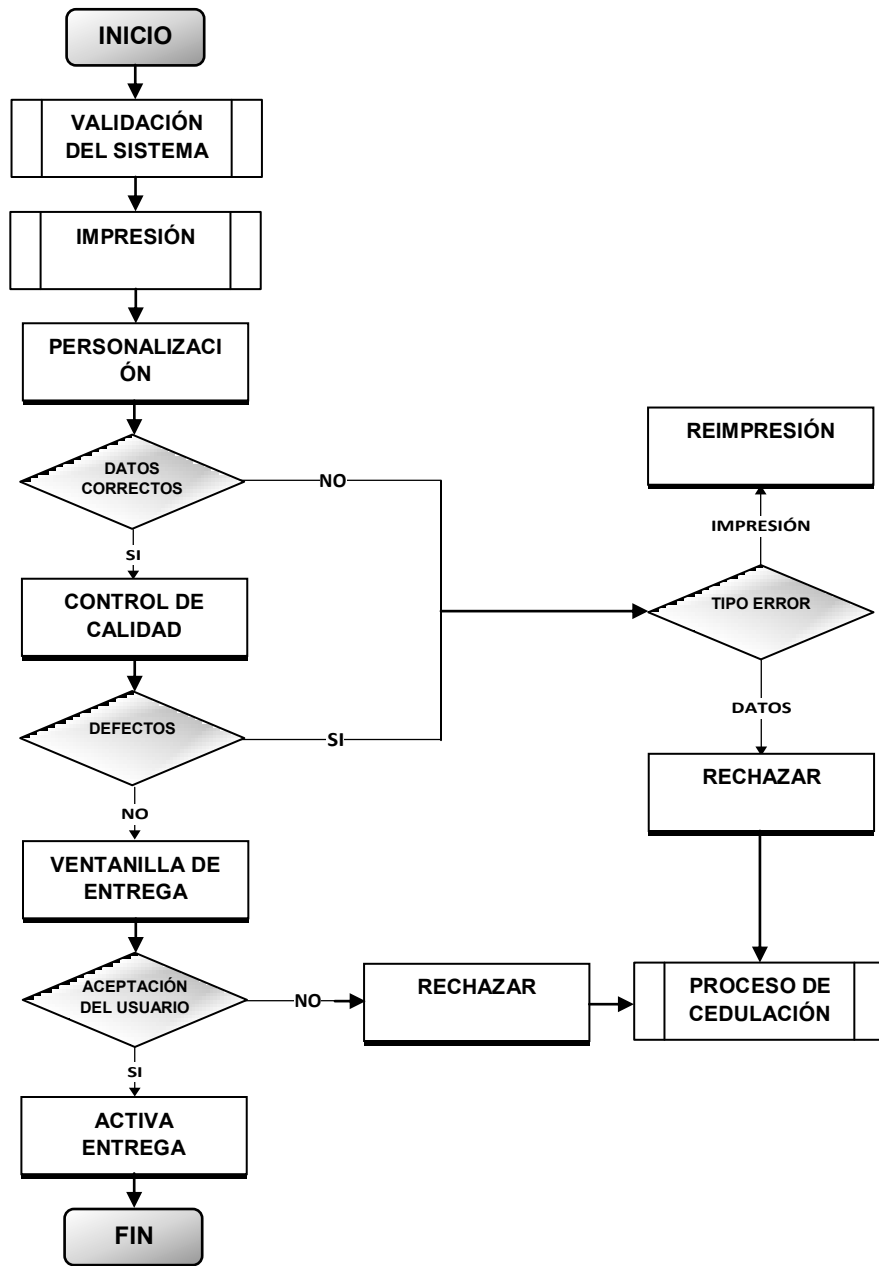 INICIO
VALIDACIÓN
DEL SISTEMA
IMPRESIÓN
PERSONALIZACI
ÓN
REIMPRESIÓN
DATOS
CORRECTOS
NO
IMPRESIÓN
SI
CONTROL DE
CALIDAD
TIPO ERROR
DEFECTOS
SI
DATOS
NO
RECHAZAR
VENTANILLA DE
ENTREGA
ACEPTACIÓN
DEL USUARIO
NO
RECHAZAR
PROCESO DE
CEDULACIÓN
SI
ACTIVA
ENTREGA
FIN